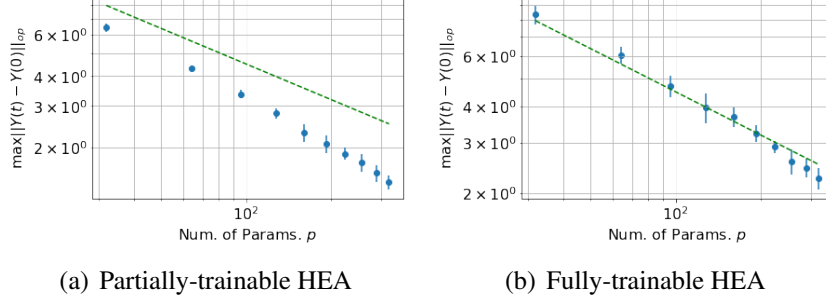 max||Y(t) − Y(0)||ₒₚ
6 × 10⁰
4 × 10⁰
3 × 10⁰
2 × 10⁰
10²
Num. of Params. p
(a) Partially-trainable HEA
max||Y(t) − Y(0)||ₒₚ
6 × 10⁰
4 × 10⁰
3 × 10⁰
2 × 10⁰
10²
Num. of Params. p
(b) Fully-trainable HEA